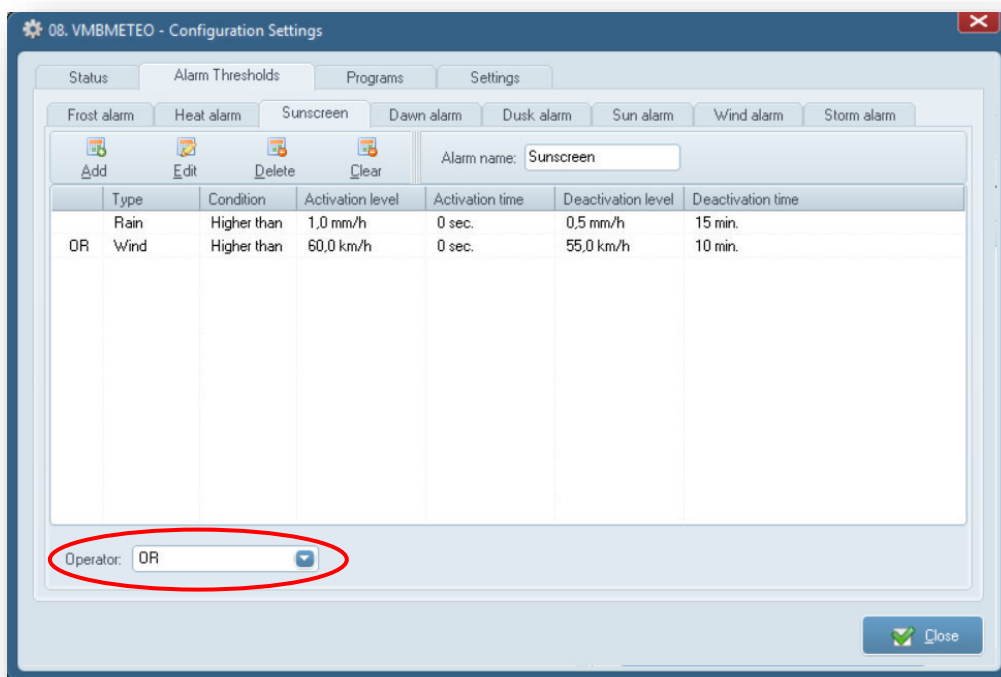 08. VMBMETEO - Configuration Settings
Status Alarm Thresholds Programs Settings
Frost alarm Heat alarm Sunscreen Dawn alarm Dusk alarm Sun alarm Wind alarm Storm alarm
Add Edit Delete Clear Alarm name: Sunscreen
Type Condition Activation level Activation time Deactivation level Deactivation time
Rain Higher than 1,0 mm/h 0 sec. 0,5 mm/h 15 min.
OR Wind Higher than 60,0 km/h 0 sec. 55,0 km/h 10 min.
Operator: OR
Close